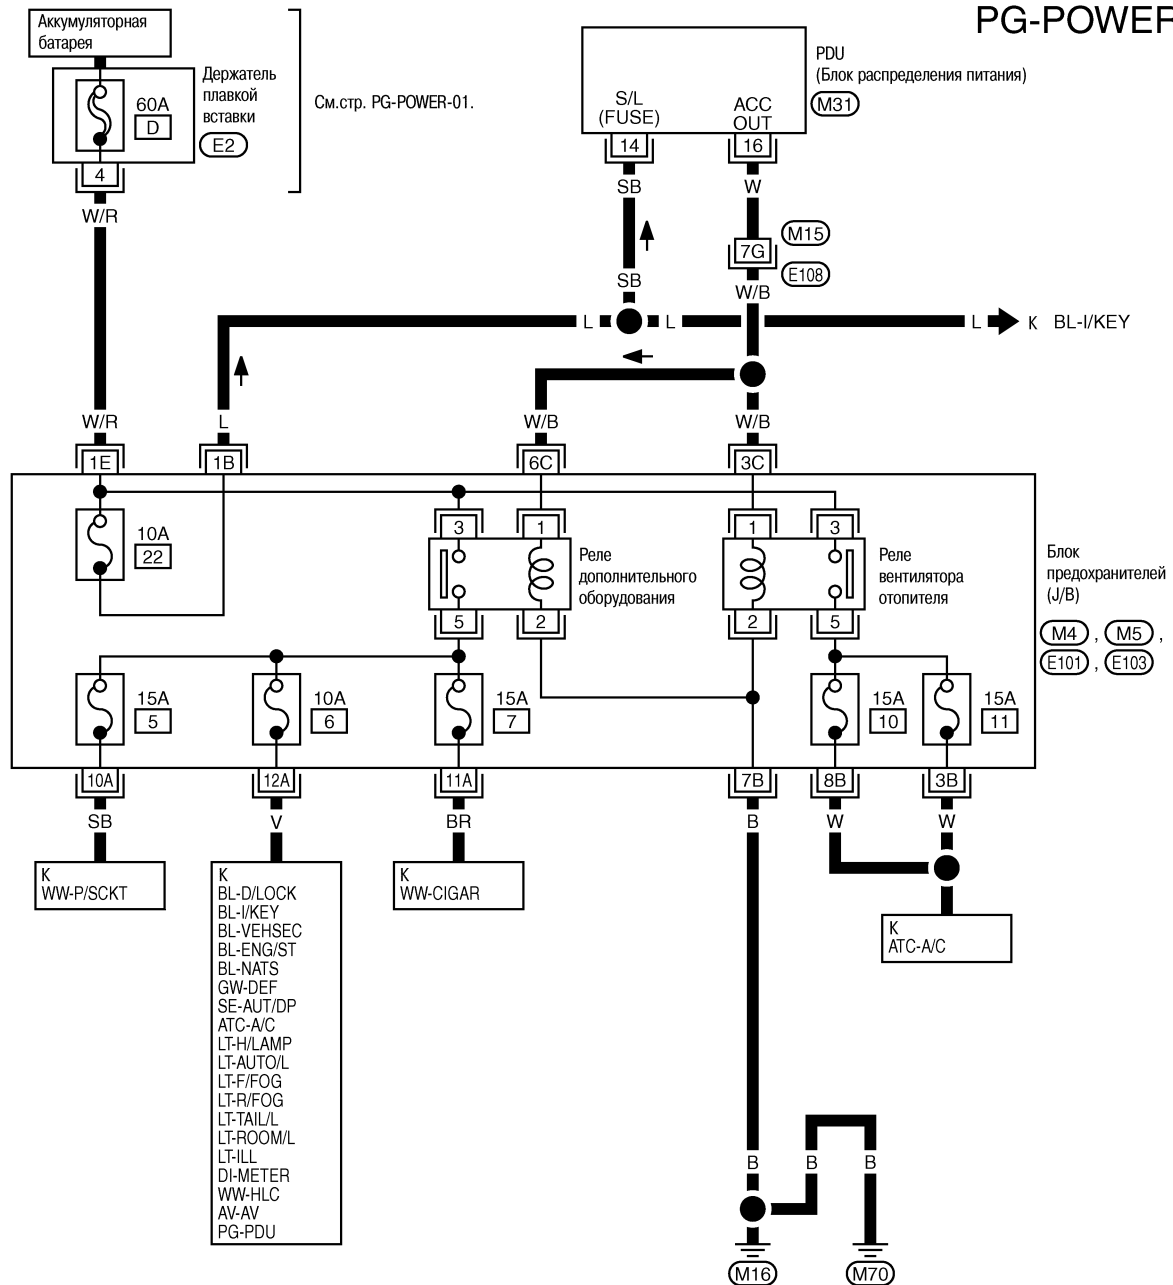 PG-POWER
Аккумуляторная
батарея
Держатель
плавкой
вставки
E2
60A
D
4
W/R
См.стр. PG-POWER-01.
PDU
(Блок распределения питания)
M31
S/L
(FUSE)
ACC
OUT
14
16
SB
W
M15
7G
E108
SB
W/B
L
L
L
K BL-I/KEY
W/R
L
W/B
W/B
1E
1B
6C
3C
10A
22
3
1
1
3
Реле
дополнительного
оборудования
Реле
вентилятора
отопителя
Блок
предохранителей
(J/B)
M4 , M5 ,
E101 , E103
5
2
2
5
15A
5
10A
6
15A
7
15A
10
15A
11
10A
12A
11A
7B
8B
3B
SB
V
BR
B
W
W
K
WW-P/SCKT
K
BL-D/LOCK
BL-I/KEY
BL-VEHSEC
BL-ENG/ST
BL-NATS
GW-DEF
SE-AUT/DP
ATC-A/C
LT-H/LAMP
LT-AUTO/L
LT-F/FOG
LT-R/FOG
LT-TAIL/L
LT-ROOM/L
LT-ILL
DI-METER
WW-HLC
AV-AV
PG-PDU
K
WW-CIGAR
K
ATC-A/C
B
B
B
M16
M70